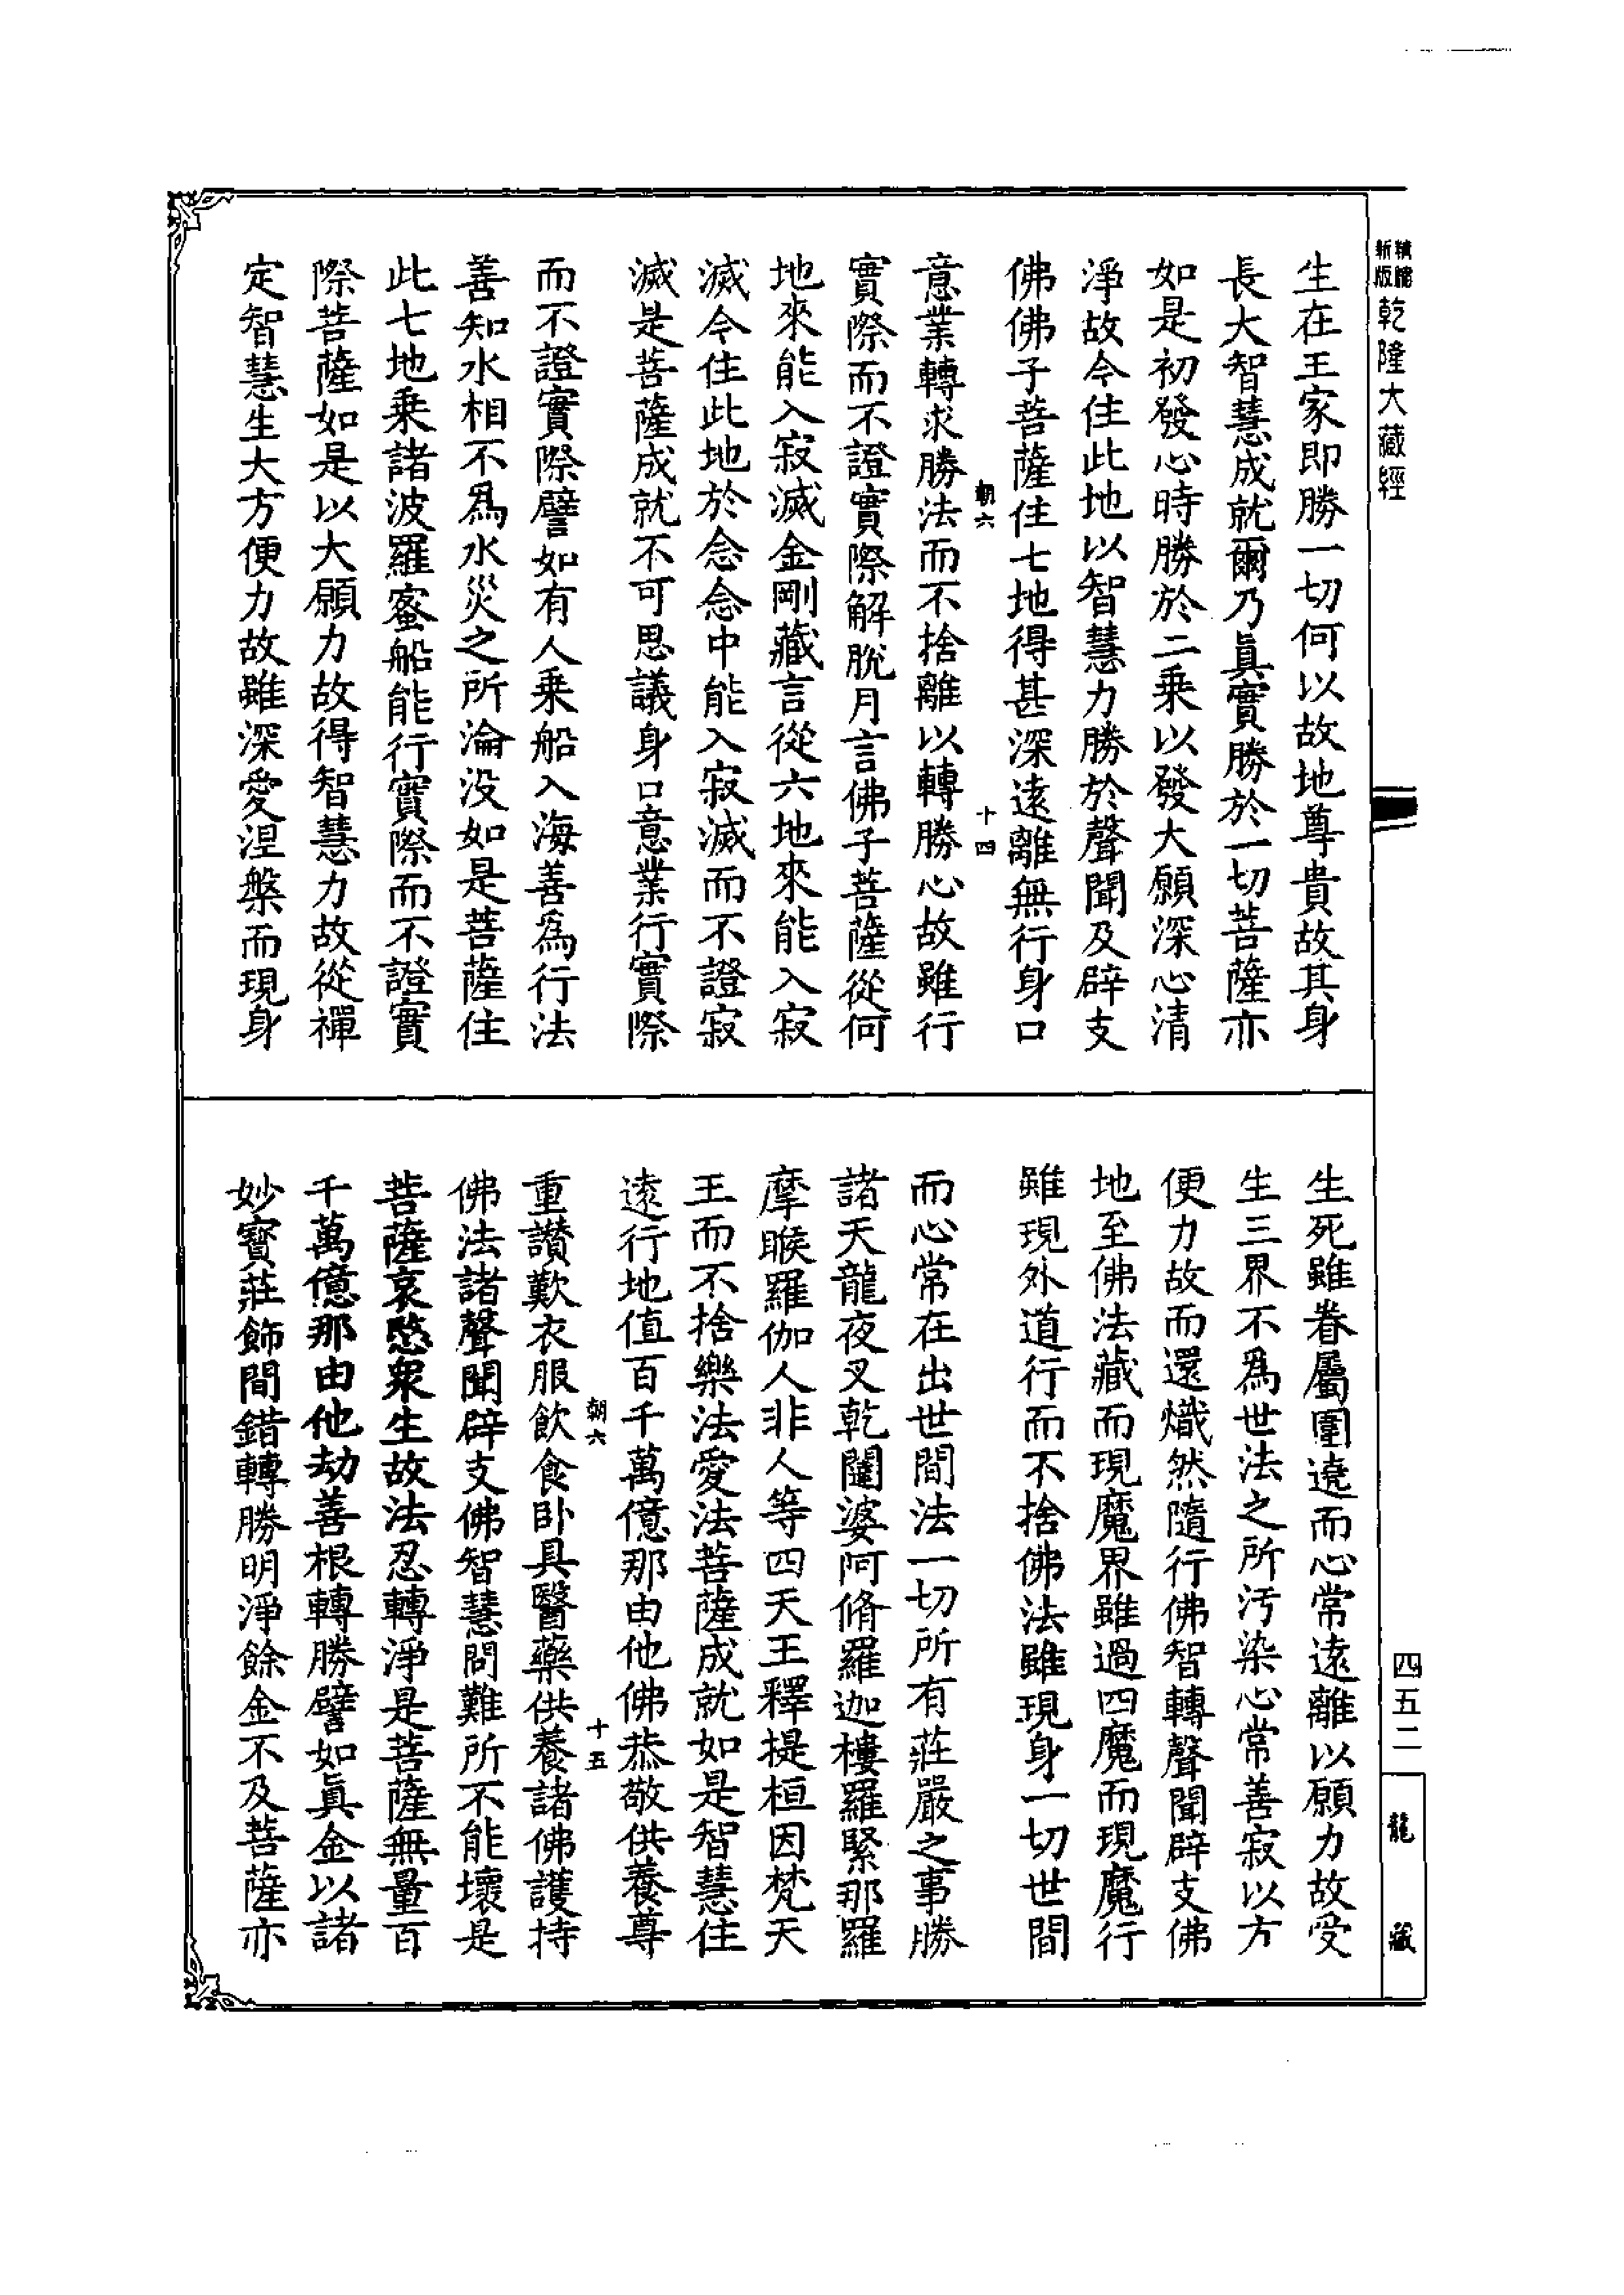 精縮新版乾隆大藏經
生在王家即勝一切何以故地尊貴故其身
長大智慧成就爾乃眞實勝於一切菩薩亦
如是初發心時勝於二乘以發大願深心清
淨故今住此地以智慧力勝於聲聞及辟支
佛佛子菩薩住七地得甚深遠離無行身口
朝六 十四
意業轉求勝法而不捨離以轉勝心故雖行
實際而不證實際解脫月言佛子菩薩從何
地來能入寂滅金剛藏言從六地來能入寂
滅今住此地於念念中能入寂滅而不證寂
滅是菩薩成就不可思議身口意業行實際
而不證實際譬如有人乘船入海善為行法
善知水相不為水災之所淪没如是菩薩住
此七地乘諸波羅蜜船能行實際而不證實
際菩薩如是以大願力故得智慧力故從禪
定智慧生大方便力故雖深愛涅槃而現身
生死雖眷屬圍遶而心常遠離以願力故受
生三界不為世法之所汚染心常善寂以方
便力故而還熾然隨行佛智轉聲聞辟支佛
地至佛法藏而現魔界雖過四魔而現魔行
雖現外道行而不捨佛法雖現身一切世間
而心常在出世間法一切所有莊嚴之事勝
諸天龍夜叉乾闥婆阿脩羅迦樓羅緊那羅
摩睺羅伽人非人等四天王釋提桓因梵天
王而不捨樂法愛法菩薩成就如是智慧住
遠行地值百千萬億那由他佛恭敬供養尊
朝六 十五
重讚歎衣服飲食卧具醫藥供養諸佛護持
佛法諸聲聞辟支佛智慧問難所不能壞是
菩薩哀愍衆生故法忍轉淨是菩薩無量百
千萬億那由他劫善根轉勝譬如眞金以諸
妙寶莊飾間錯轉勝明淨餘金不及菩薩亦
四五二
龍藏